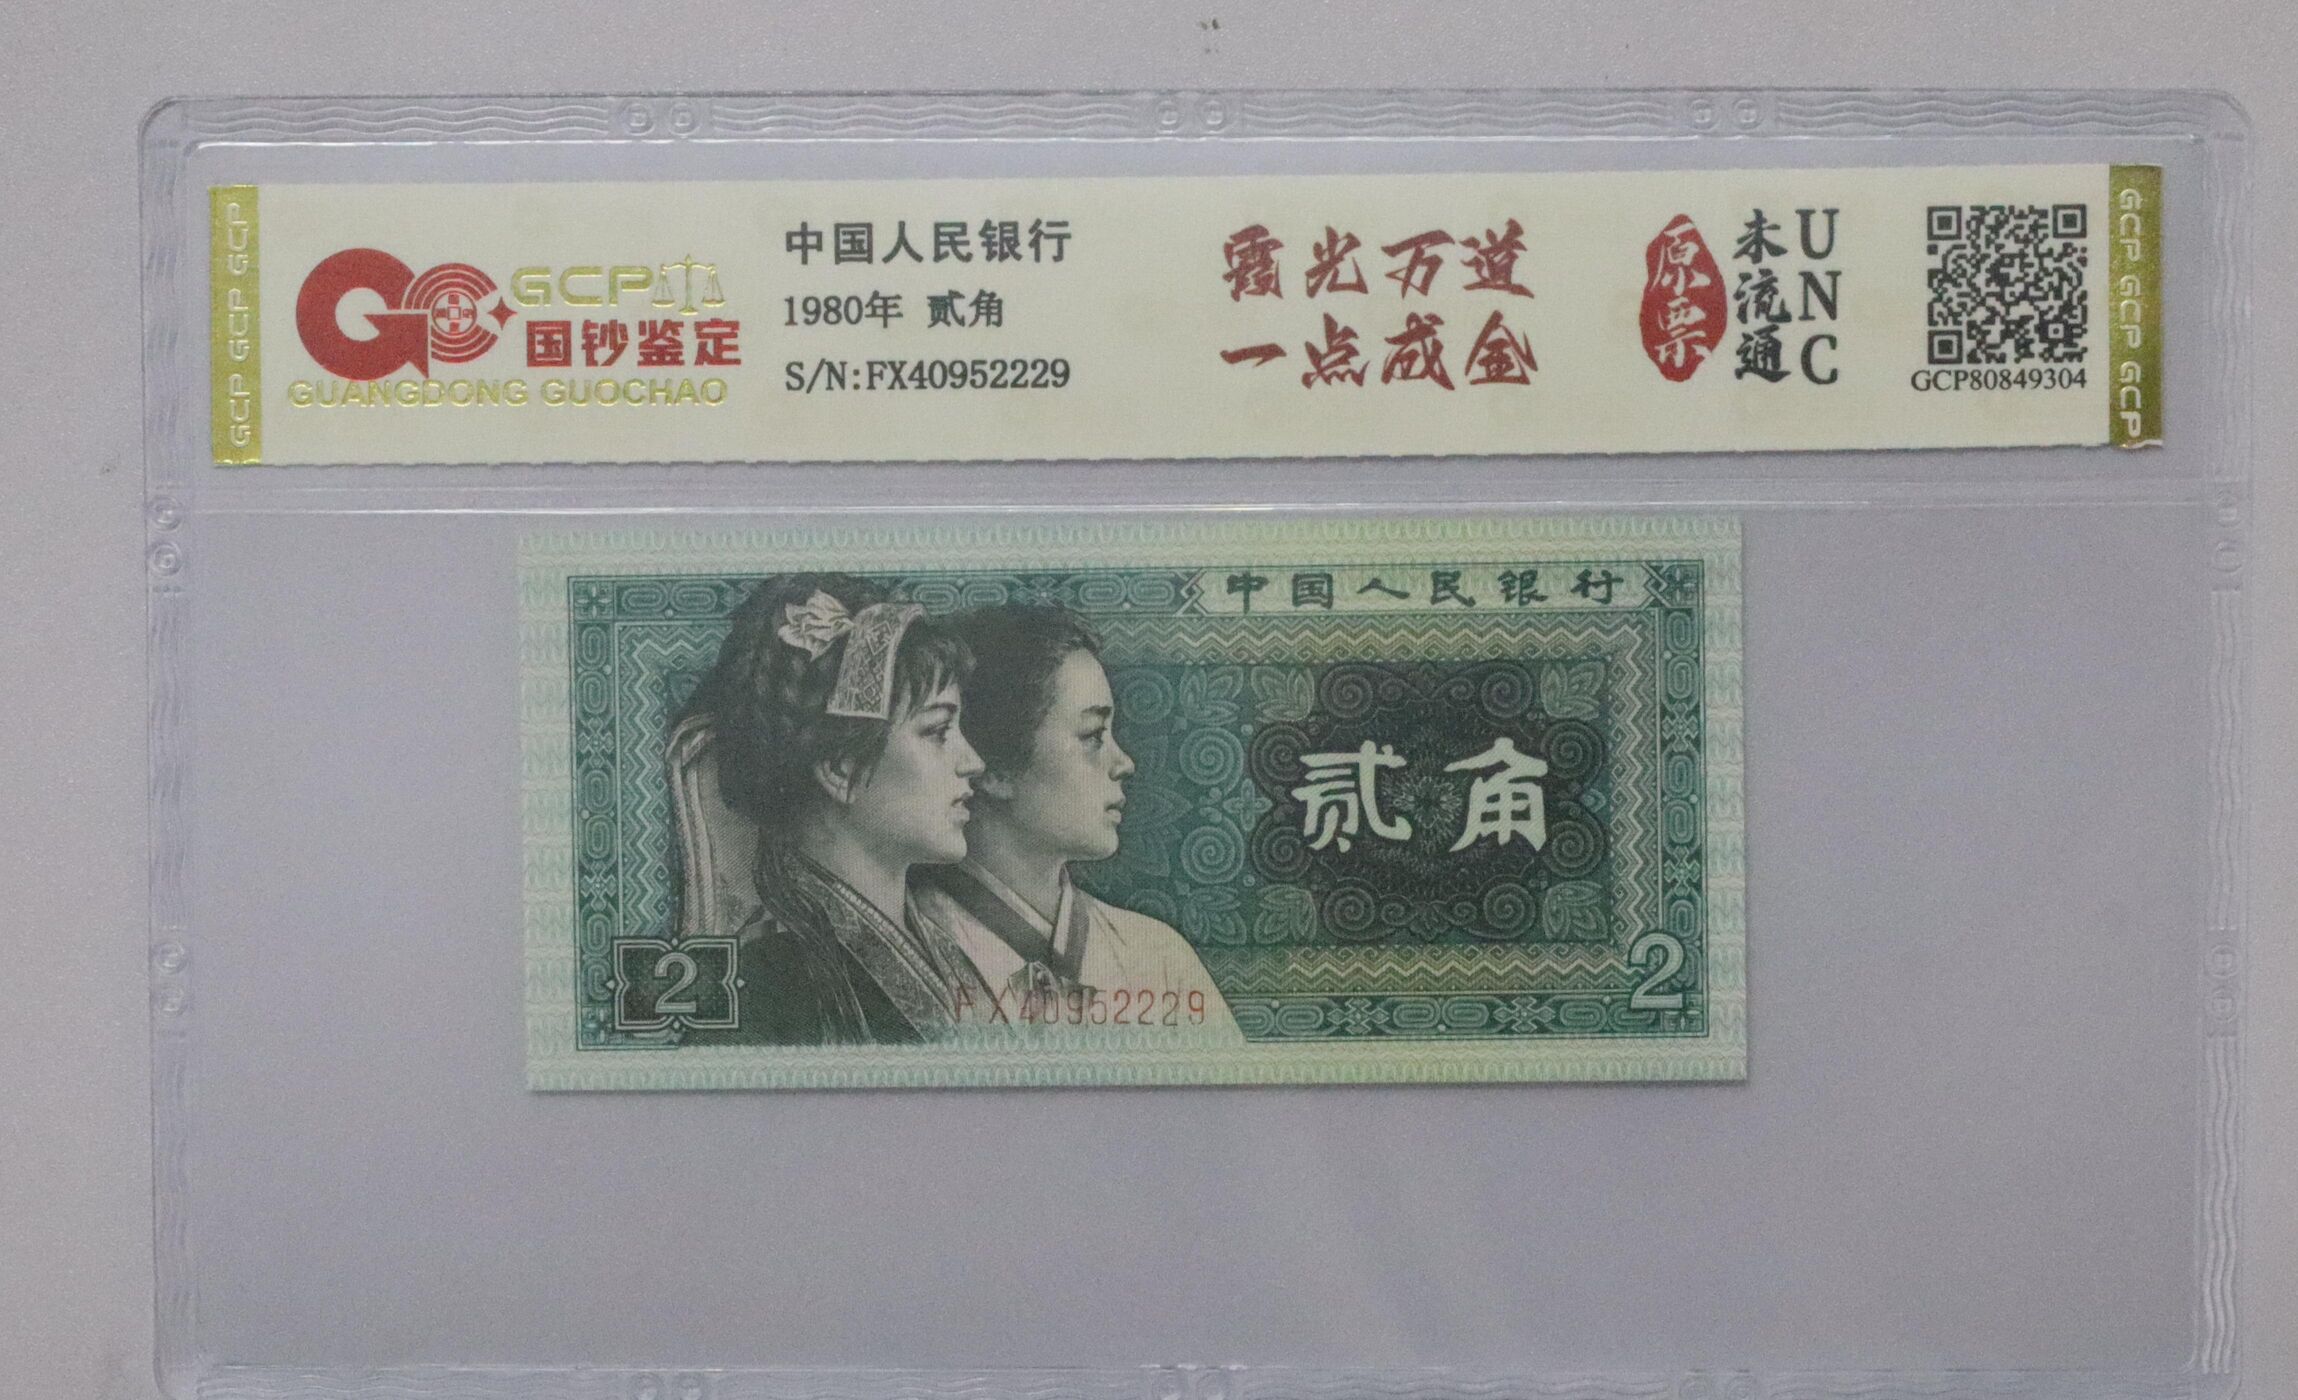 GCP GCP GCP
GCP
国钞鉴定
GUANGDONG GUOCHAO
中国人民银行
1980年 贰角
S/N:FX40952229
霞光万道
一点成金
原票
未流通
UNC
GCP80849304
GCP GCP GCP
中国人民银行
贰角
2
2
FX40952229